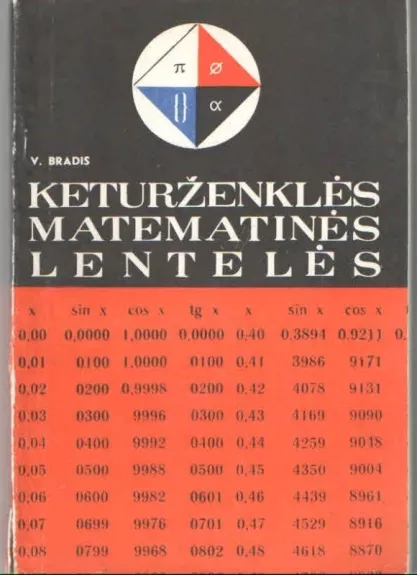 π ø
{} α
V. BRADIS
KETURŽENKLĖS
MATEMATINĖS
LENTELĖS
x sin x cos x tg x x sin x cos x
0,00 0,0000 1,0000 0,0000 0,40 0.3894 0.9211 0,
0,01 0100 1.0000 0100 0,41 3986 9171
0,02 0200 0,9998 0200 0,42 4078 9131
0,03 0300 9996 0300 0,43 4169 9090
0,04 0400 9992 0400 0,44 4259 9048
0,05 0500 9988 0500 0,45 4350 9004
0,06 0600 9982 0601 0,46 4439 8961
0,07 0699 9976 0701 0,47 4529 8916
0,08 0799 9968 0802 0,48 4618 8870